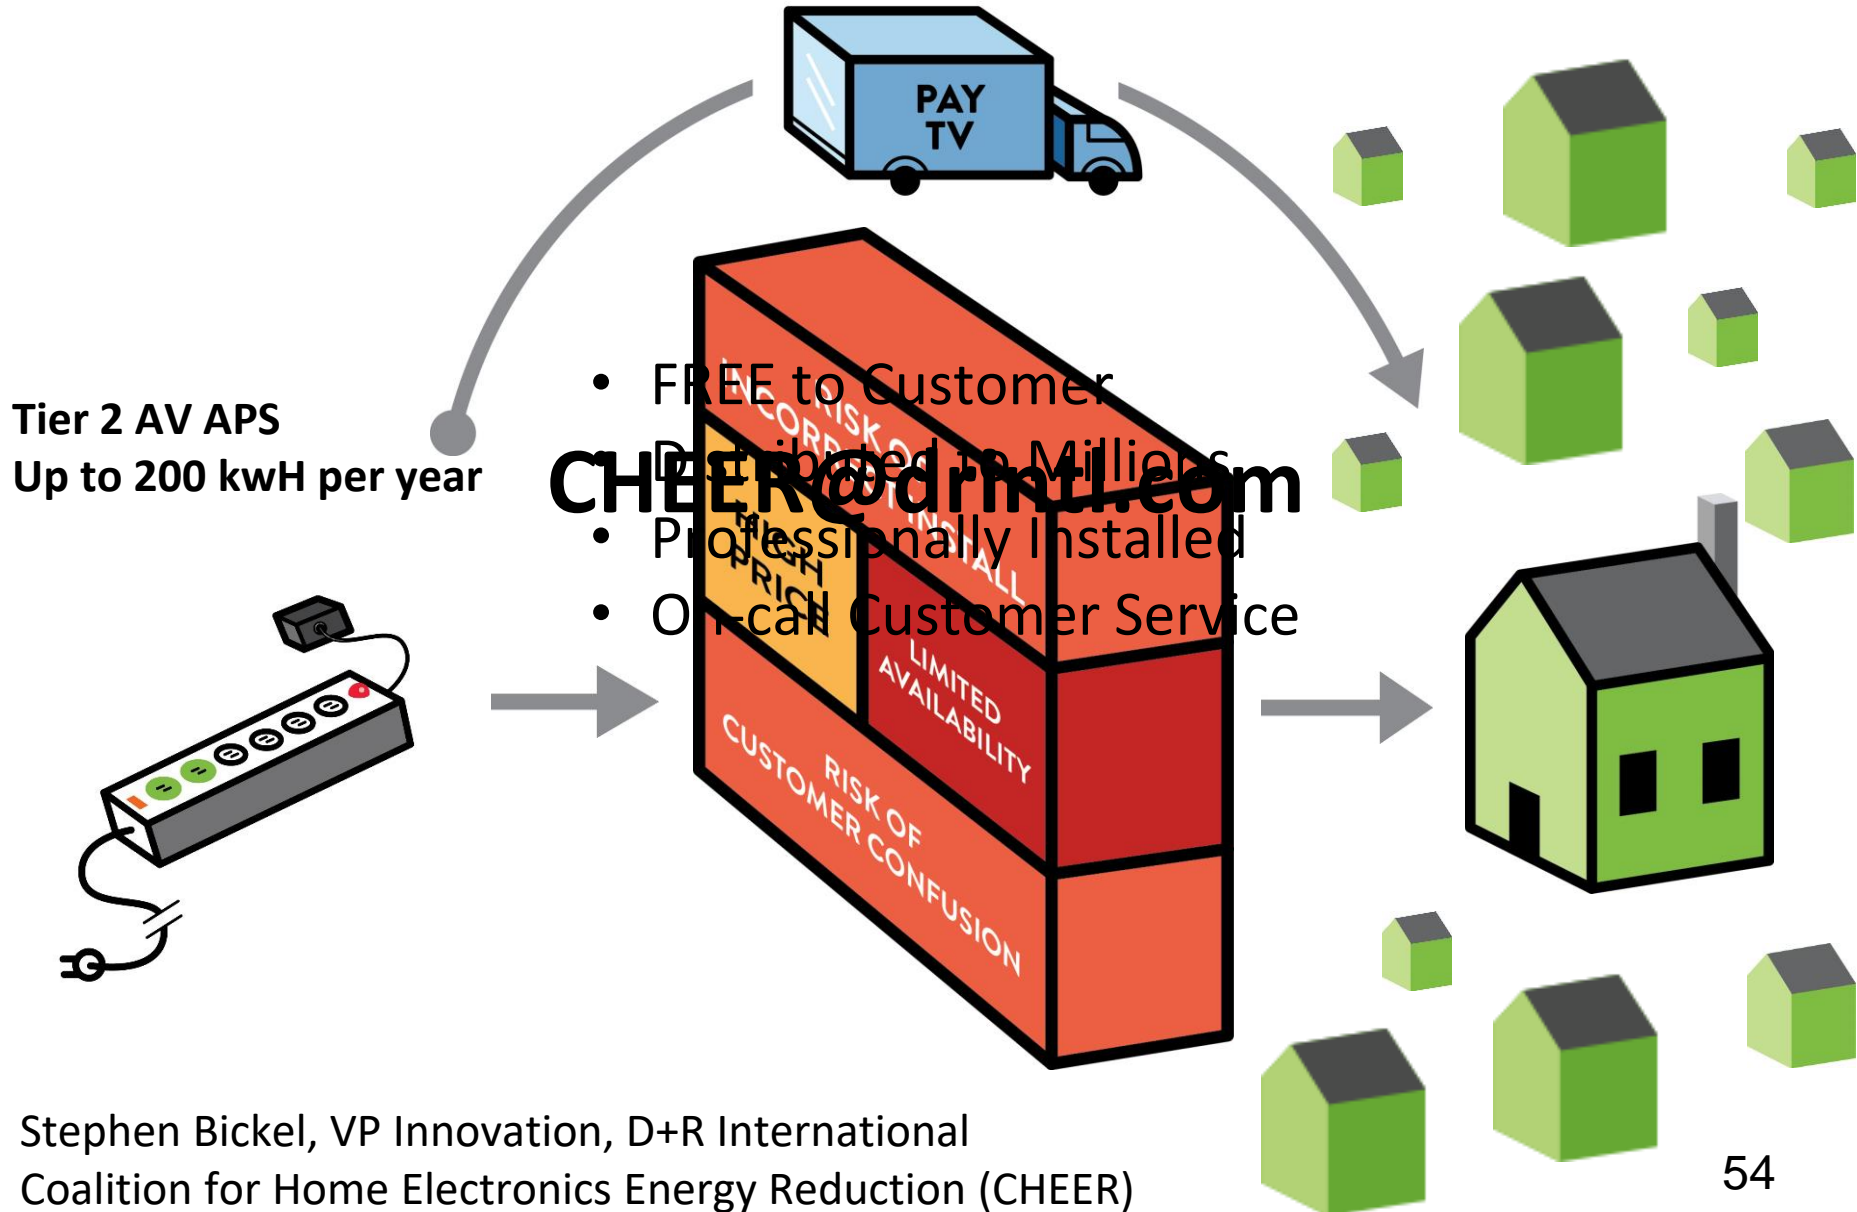 PAY
TV
Tier 2 AV APS
Up to 200 kwH per year
• FREE to Customer
• Distributed to Millions
CHEER@drintl.com
• Professionally Installed
• On-call Customer Service
RISK OF
INCORRECT INSTALL
HIGH
PRICE
LIMITED
AVAILABILITY
RISK OF
CUSTOMER CONFUSION
Stephen Bickel, VP Innovation, D+R International
Coalition for Home Electronics Energy Reduction (CHEER)
54